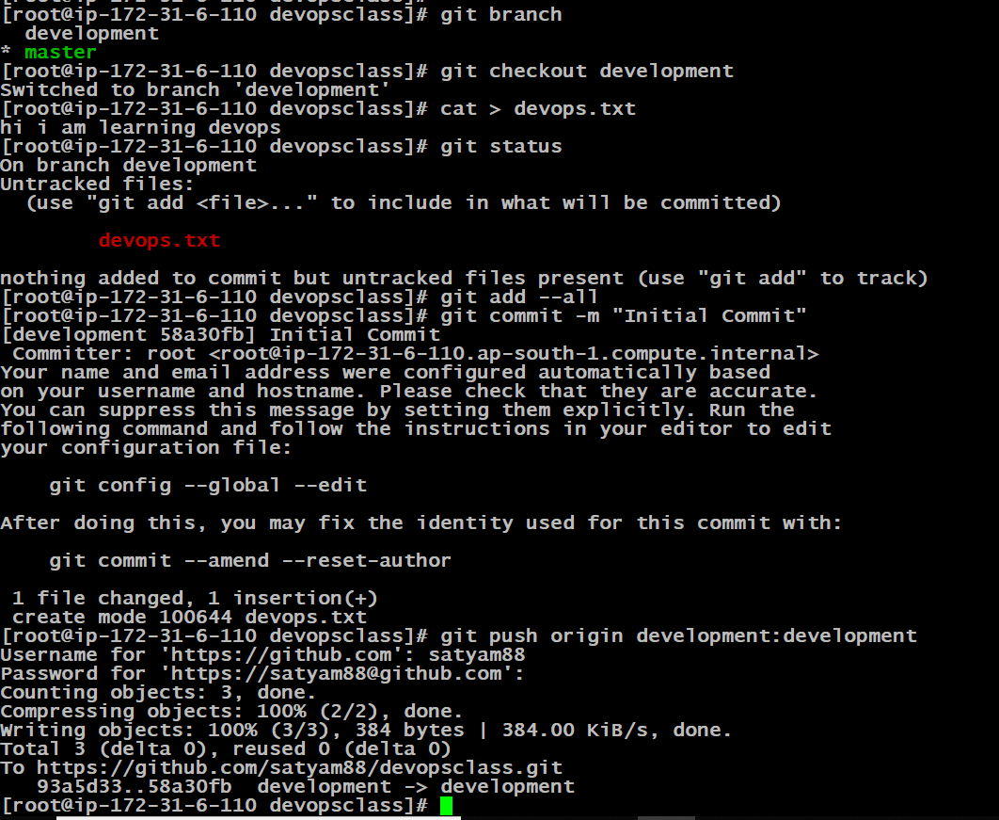 [root@ip-172-31-6-110 devopsclass]# git branch
  development
* master
[root@ip-172-31-6-110 devopsclass]# git checkout development
Switched to branch 'development'
[root@ip-172-31-6-110 devopsclass]# cat > devops.txt
hi i am learning devops
[root@ip-172-31-6-110 devopsclass]# git status
On branch development
Untracked files:
  (use "git add <file>..." to include in what will be committed)
        devops.txt
nothing added to commit but untracked files present (use "git add" to track)
[root@ip-172-31-6-110 devopsclass]# git add --all
[root@ip-172-31-6-110 devopsclass]# git commit -m "Initial Commit"
[development 58a30fb] Initial Commit
 Committer: root <root@ip-172-31-6-110.ap-south-1.compute.internal>
Your name and email address were configured automatically based
on your username and hostname. Please check that they are accurate.
You can suppress this message by setting them explicitly. Run the
following command and follow the instructions in your editor to edit
your configuration file:
    git config --global --edit
After doing this, you may fix the identity used for this commit with:
    git commit --amend --reset-author
 1 file changed, 1 insertion(+)
 create mode 100644 devops.txt
[root@ip-172-31-6-110 devopsclass]# git push origin development:development
Username for 'https://github.com': satyam88
Password for 'https://satyam88@github.com':
Counting objects: 3, done.
Compressing objects: 100% (2/2), done.
Writing objects: 100% (3/3), 384 bytes | 384.00 KiB/s, done.
Total 3 (delta 0), reused 0 (delta 0)
To https://github.com/satyam88/devopsclass.git
   93a5d33..58a30fb  development -> development
[root@ip-172-31-6-110 devopsclass]#